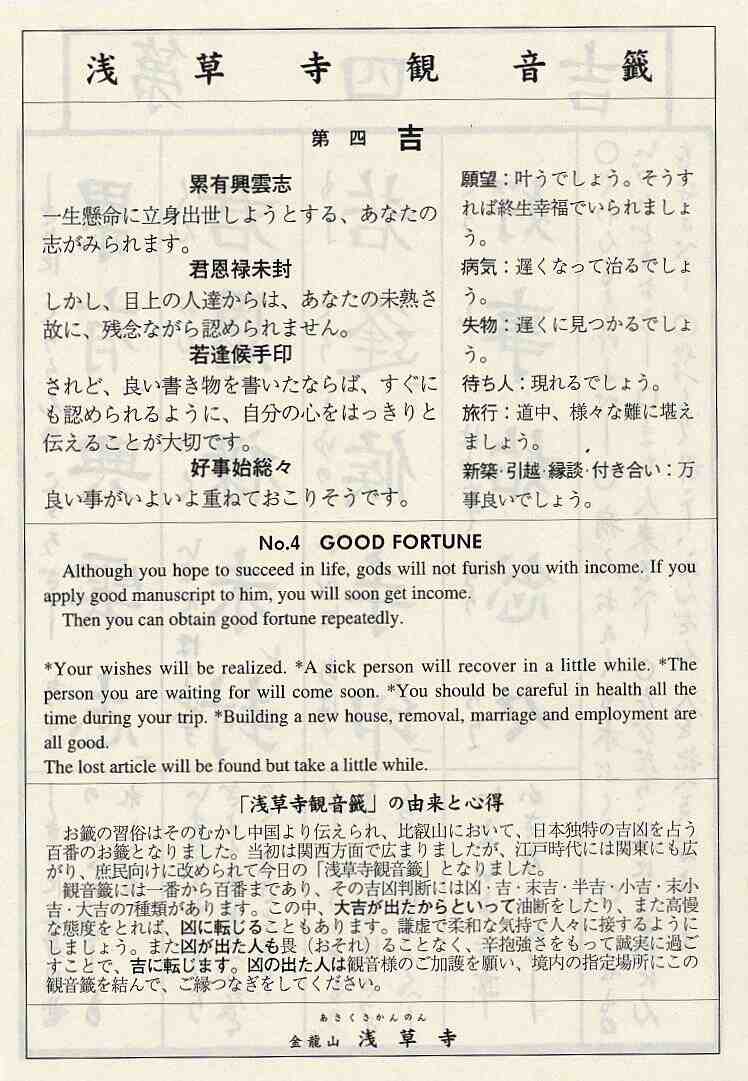 浅草寺観音籤
第四 吉
累有興雲志
一生懸命に立身出世しようとする、あなたの
志がみられます。
君恩禄未封
しかし、目上の人達からは、あなたの未熟さ
故に、残念ながら認められません。
若逢候手印
されど、良い書き物を書いたならば、すぐに
も認められるように、自分の心をはっきりと
伝えることが大切です。
好事始総々
良い事がいよいよ重ねておこりそうです。
願望：叶うでしょう。そうす
れば終生幸福でいられましょ
う。
病気：遅くなって治るでしょ
う。
失物：遅くに見つかるでしょ
う。
待ち人：現れるでしょう。
旅行：道中、様々な難に堪え
ましょう。
新築・引越・縁談・付き合い：万
事良いでしょう。
No.4 GOOD FORTUNE
Although you hope to succeed in life, gods will not furish you with income. If you
apply good manuscript to him, you will soon get income.
Then you can obtain good fortune repeatedly.
*Your wishes will be realized. *A sick person will recover in a little while. *The
person you are waiting for will come soon. *You should be careful in health all the
time during your trip. *Building a new house, removal, marriage and employment are
all good.
The lost article will be found but take a little while.
「浅草寺観音籤」の由来と心得
お籤の習俗はそのむかし中国より伝えられ、比叡山において、日本独特の吉凶を占う
百番のお籤となりました。当初は関西方面で広まりましたが、江戸時代には関東にも広
がり、庶民向けに改められて今日の「浅草寺観音籤」となりました。
観音籤には一番から百番まであり、その吉凶判断には凶・吉・末吉・半吉・小吉・末小
吉・大吉の7種類があります。この中、大吉が出たからといって油断をしたり、また高慢
な態度をとれば、凶に転じることもあります。謙虚で柔和な気持で人々に接するように
しましょう。また凶が出た人も畏（おそれ）ることなく、辛抱強さをもって誠実に過ご
すことで、吉に転じます。凶の出た人は観音様のご加護を願い、境内の指定場所にこの
観音籤を結んで、ご縁つなぎをしてください。
あさくさかんのん
金龍山 浅草寺